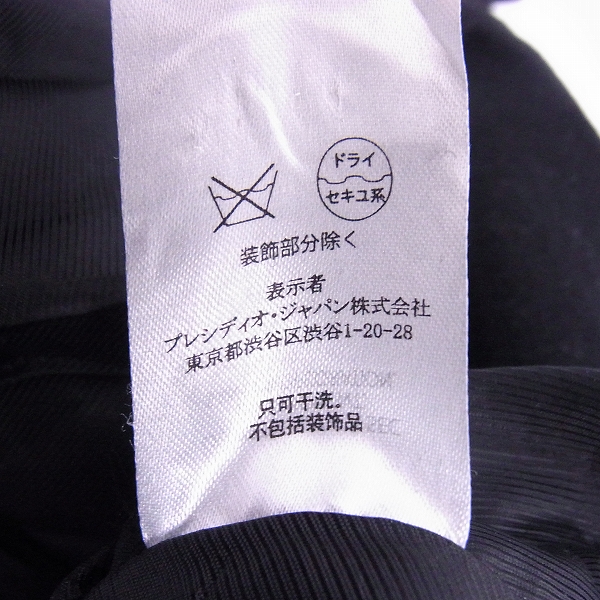 ドライ
セキユ系
装飾部分除く
表示者
プレシディオ・ジャパン株式会社
東京都渋谷区渋谷1-20-28
只可干洗。
不包括装饰品